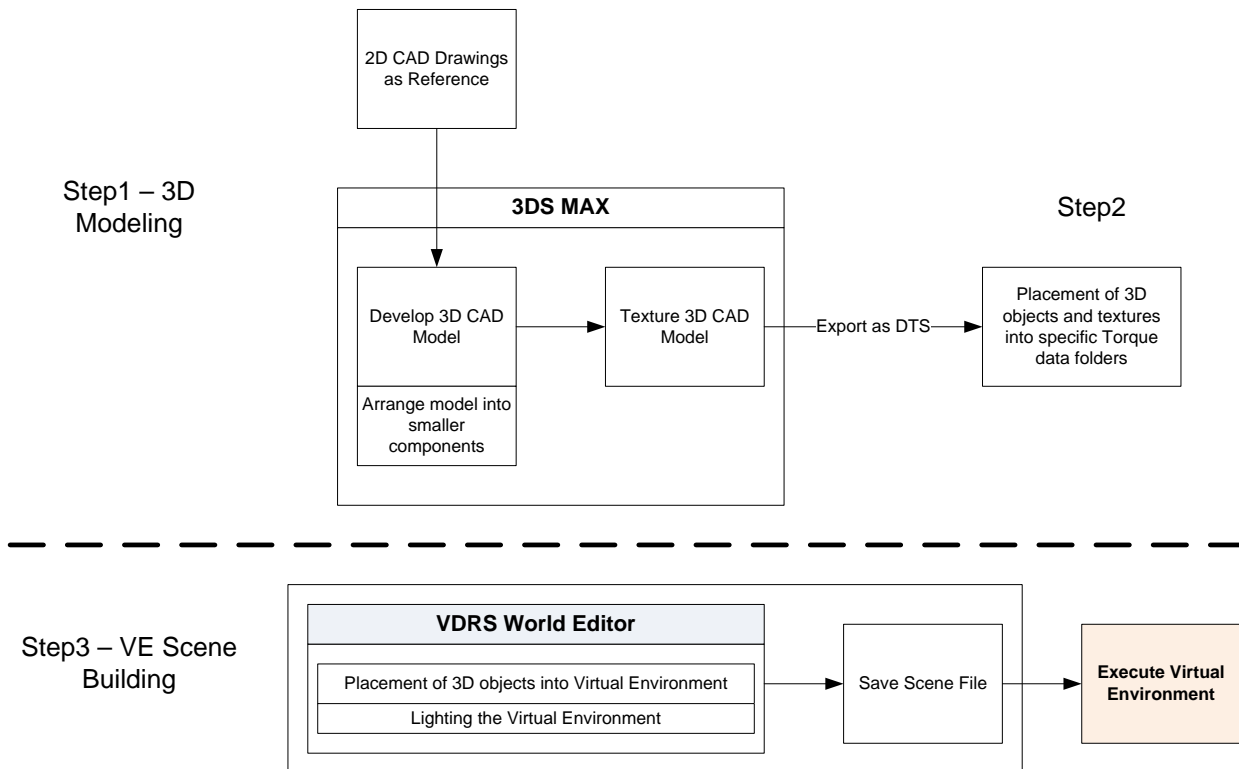 2D CAD Drawings
as Reference
Step1 – 3D
Modeling
3DS MAX
Step2
Develop 3D CAD
Model
Arrange model into
smaller
components
Texture 3D CAD
Model
Export as DTS
Placement of 3D
objects and textures
into specific Torque
data folders
Step3 – VE Scene
Building
VDRS World Editor
Placement of 3D objects into Virtual Environment
Lighting the Virtual Environment
Save Scene File
Execute Virtual
Environment